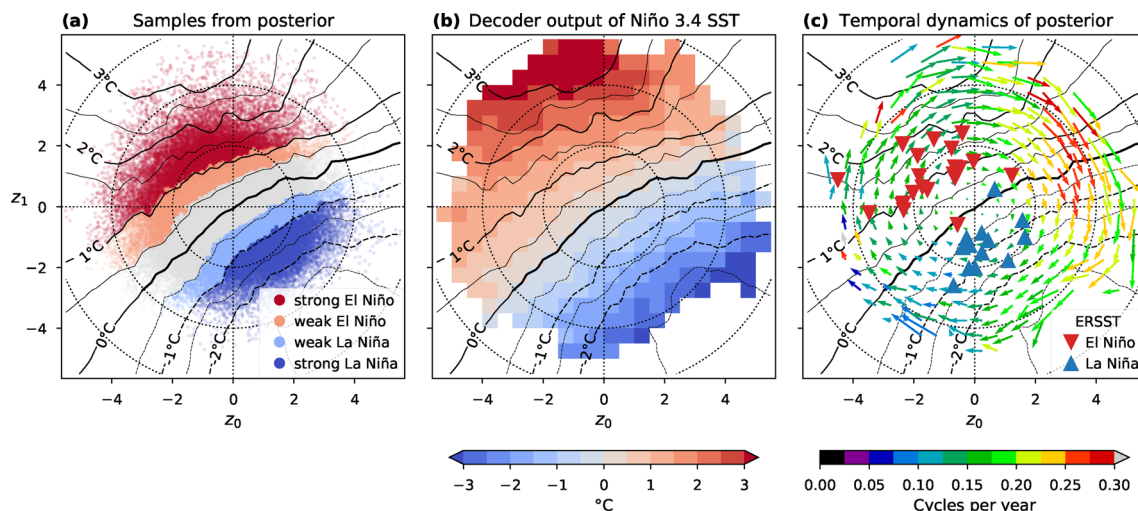 (a) Samples from posterior
4
2
0
−2
−4
z1
3°C
2°C
1°C
0°C
-1°C
-2°C
strong El Niño
weak El Niño
weak La Niña
strong La Niña
−4 −2 0 2 4
z0
(b) Decoder output of Niño 3.4 SST
3°C
2°C
1°C
0°C
-1°C
-2°C
−4 −2 0 2 4
z0
−3 −2 −1 0 1 2 3
°C
(c) Temporal dynamics of posterior
3°C
2°C
1°C
0°C
-1°C
-2°C
ERSST
El Niño
La Niña
−4 −2 0 2 4
z0
0.00 0.05 0.10 0.15 0.20 0.25 0.30
Cycles per year